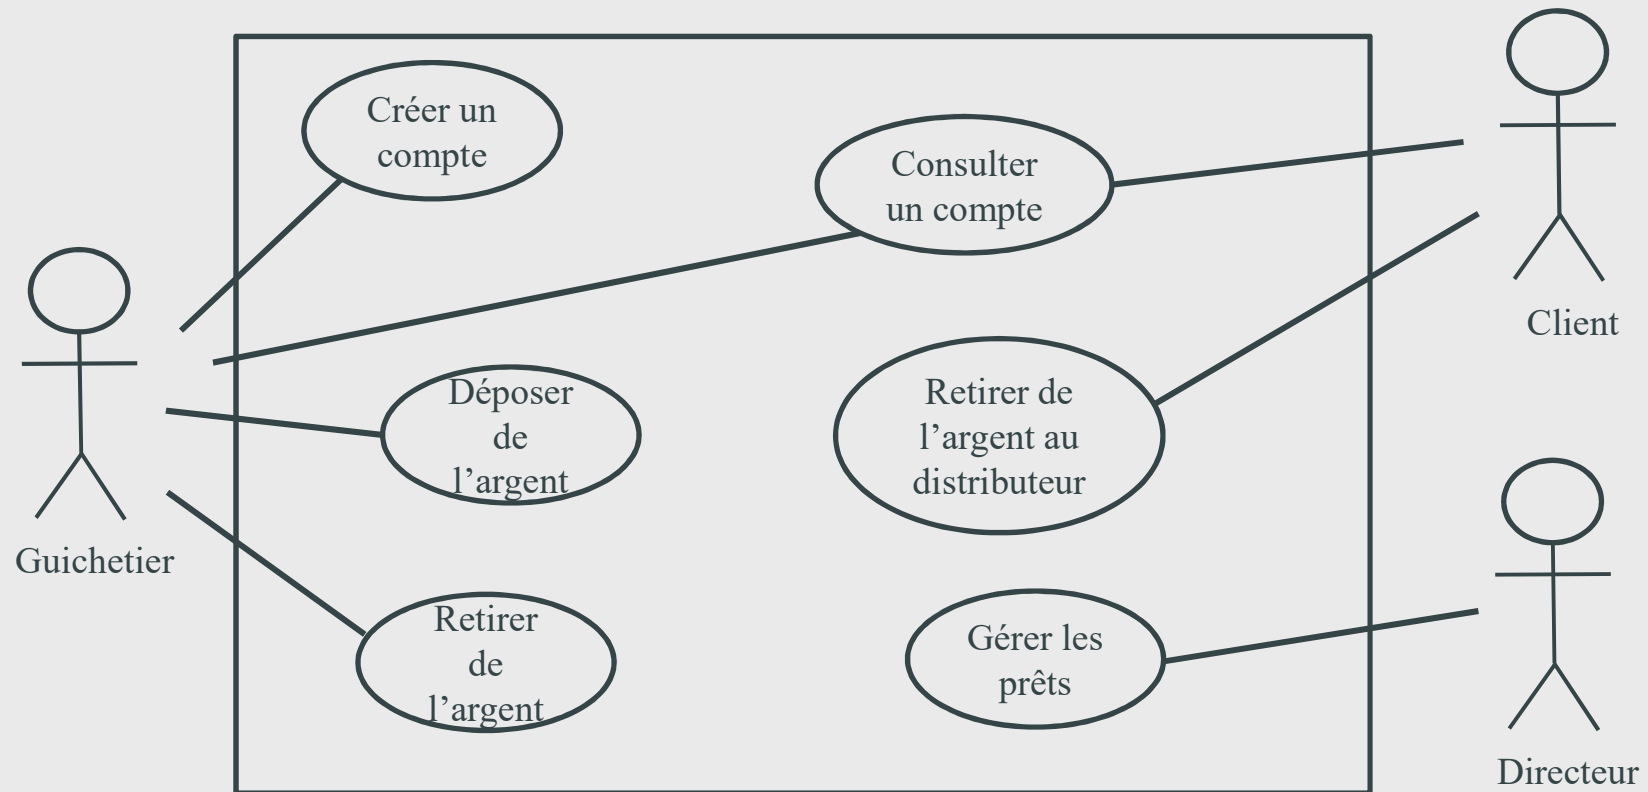 Créer un
compte
Consulter
un compte
Client
Déposer
de
l’argent
Retirer de
l’argent au
distributeur
Guichetier
Retirer
de
l’argent
Gérer les
prêts
Directeur